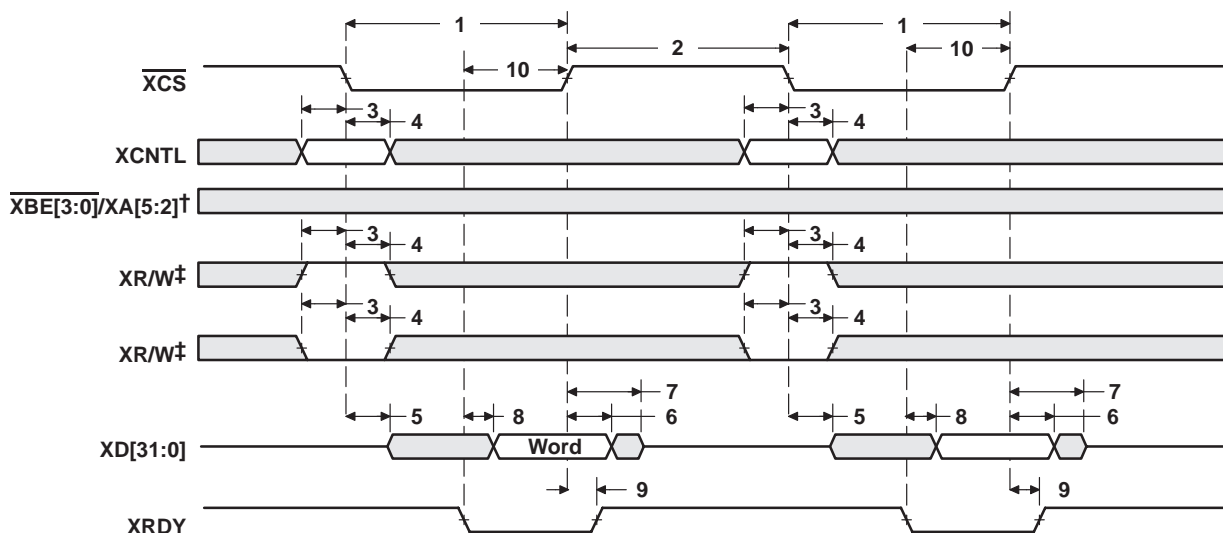 1 1
2
10 10
XCS
3 3
4 4
XCNTL
XBE[3:0]/XA[5:2]†
3 3
4 4
XR/W‡
3 3
4 4
XR/W‡
7 7
5 8 6 5 8 6
XD[31:0] Word
9 9
XRDY